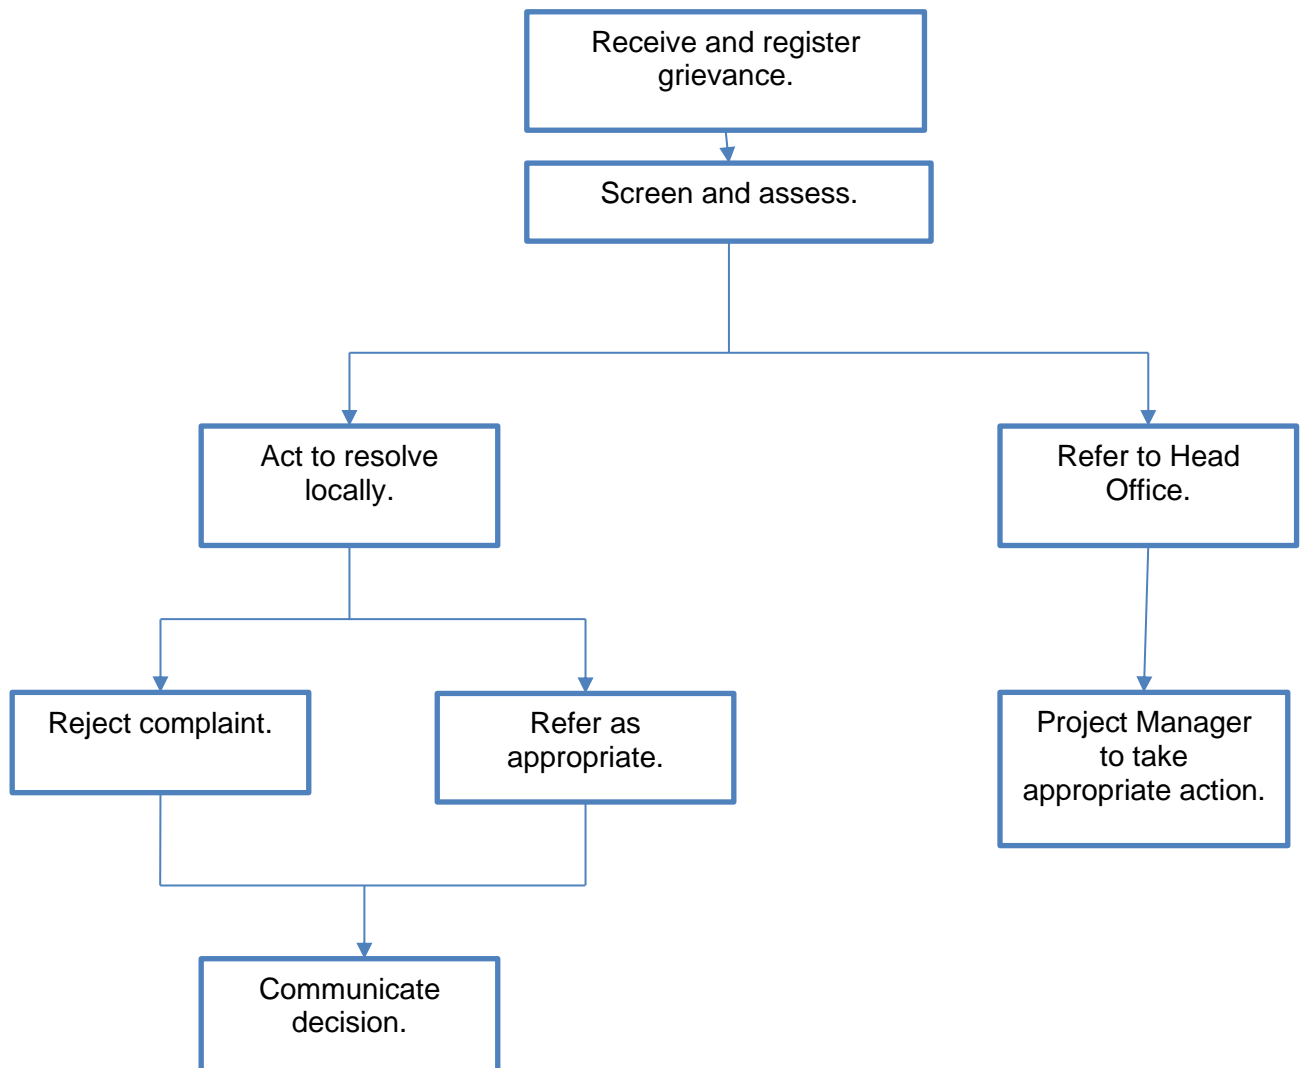 Receive and register
grievance.
Screen and assess.
Act to resolve
locally.
Refer to Head
Office.
Reject complaint.
Refer as
appropriate.
Project Manager
to take
appropriate action.
Communicate
decision.